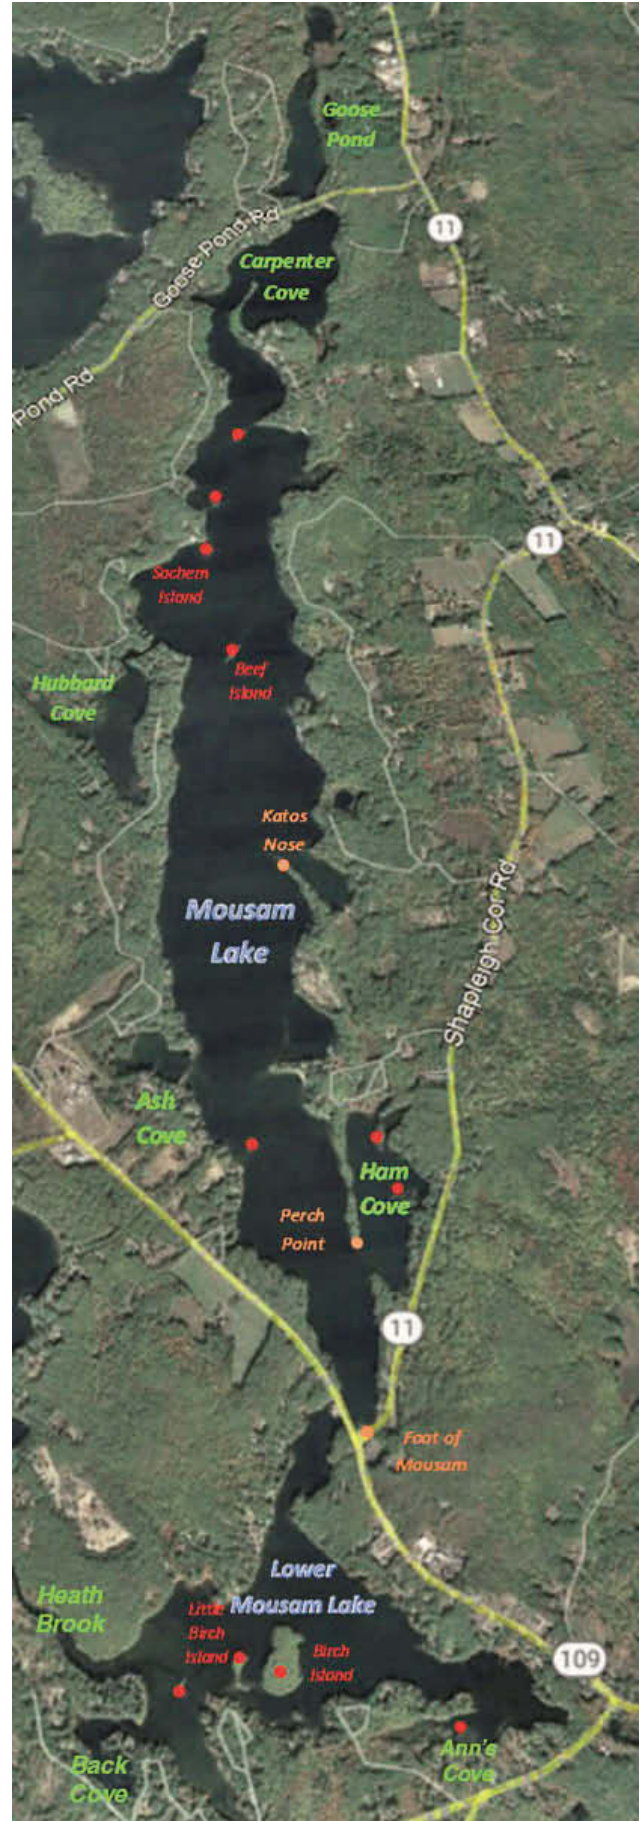 Goose
Pond
11
Goose Pond Rd
Carpenter
Cove
Pond Rd
11
Sachem
Island
Beef
Island
Hubbard
Cove
Katos
Nose
Mousam
Lake
Shapleigh Cor Rd
Ash
Cove
Ham
Cove
Perch
Point
11
Foot of
Mousam
Lower
Mousam Lake
Heath
Brook
Little
Birch
Island
Birch
Island
109
Ann's
Cove
Back
Cove